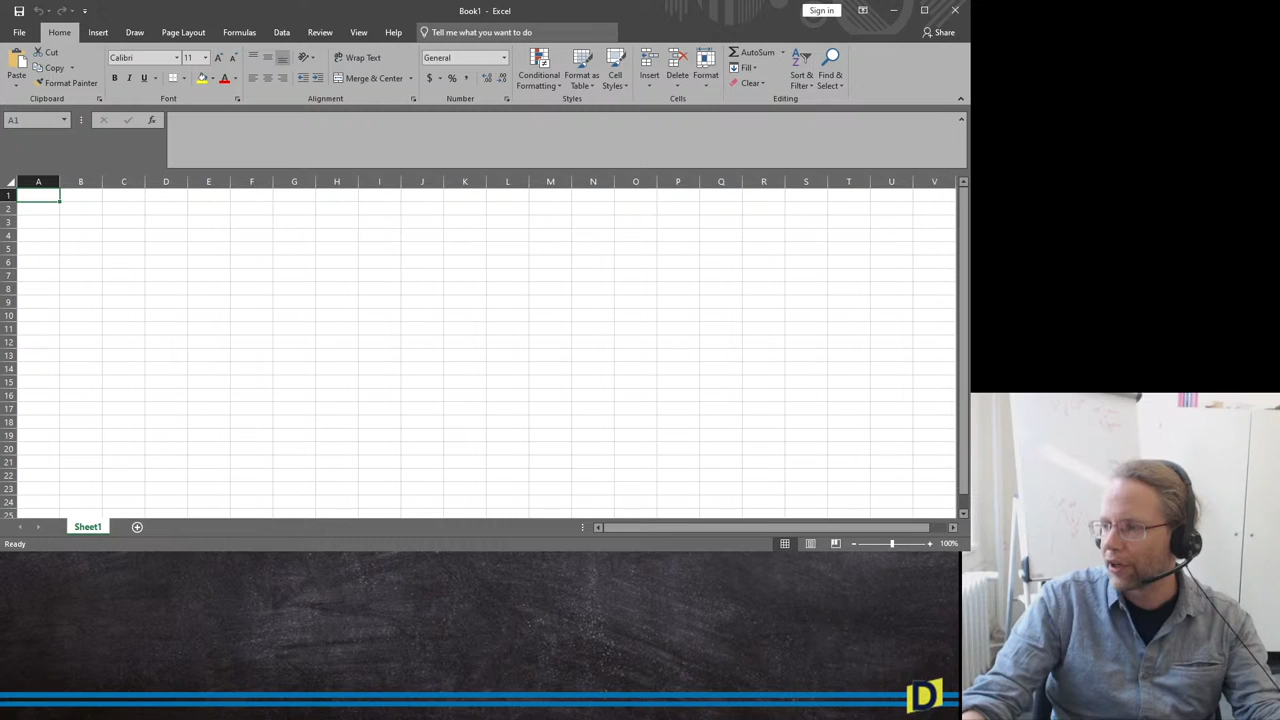 Book1 - Excel
Sign in
File Home Insert Draw Page Layout Formulas Data Review View Help Tell me what you want to do Share
Paste
Cut
Copy
Format Painter
Clipboard
Calibri 11
B I U
Font
Wrap Text
Merge & Center
Alignment
General
$ % ,
Number
Conditional Formatting
Format as Table
Cell Styles
Styles
Insert Delete Format
Cells
AutoSum
Fill
Clear
Sort & Filter
Find & Select
Editing
A1
fx
A B C D E F G H I J K L M N O P Q R S T U V
1
2
3
4
5
6
7
8
9
10
11
12
13
14
15
16
17
18
19
20
21
22
23
24
25
Sheet1
Ready
100%
D